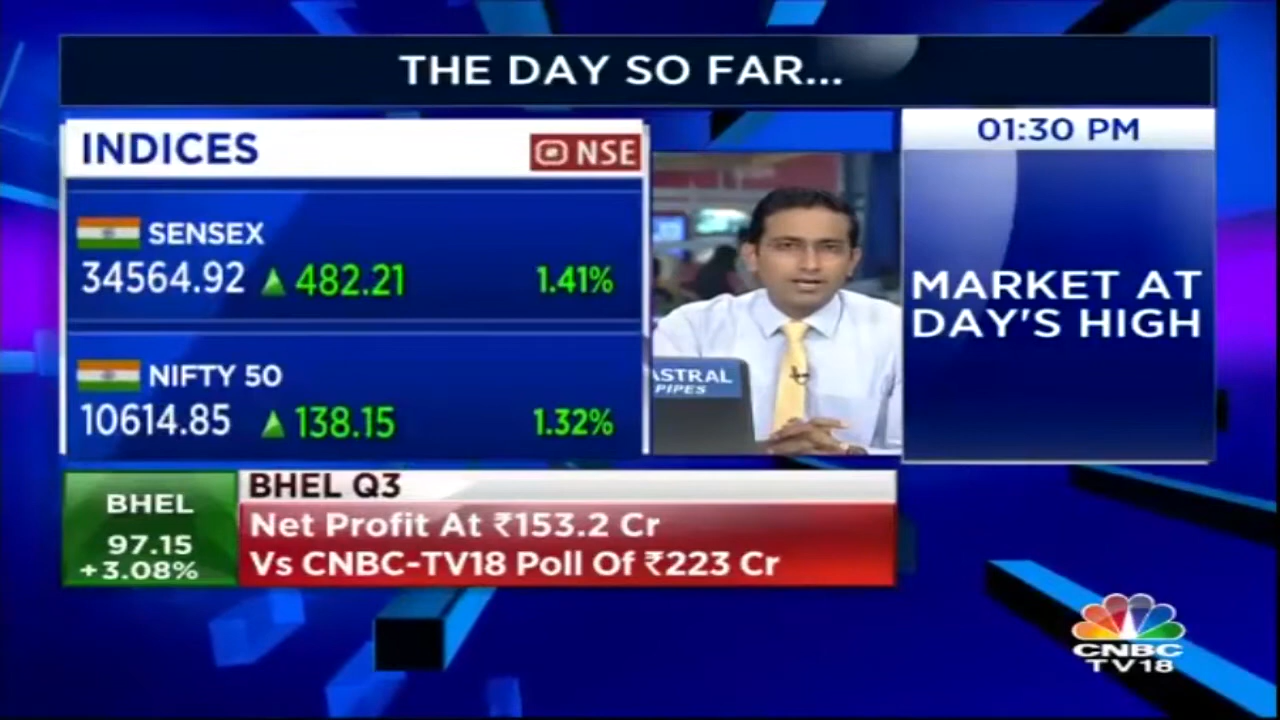 THE DAY SO FAR...
INDICES
NSE
SENSEX
34564.92 ▲ 482.21 1.41%
NIFTY 50
10614.85 ▲ 138.15 1.32%
ASTRAL
PIPES
01:30 PM
MARKET AT
DAY'S HIGH
BHEL
97.15
+3.08%
BHEL Q3
Net Profit At ₹153.2 Cr
Vs CNBC-TV18 Poll Of ₹223 Cr
CNBC
TV18